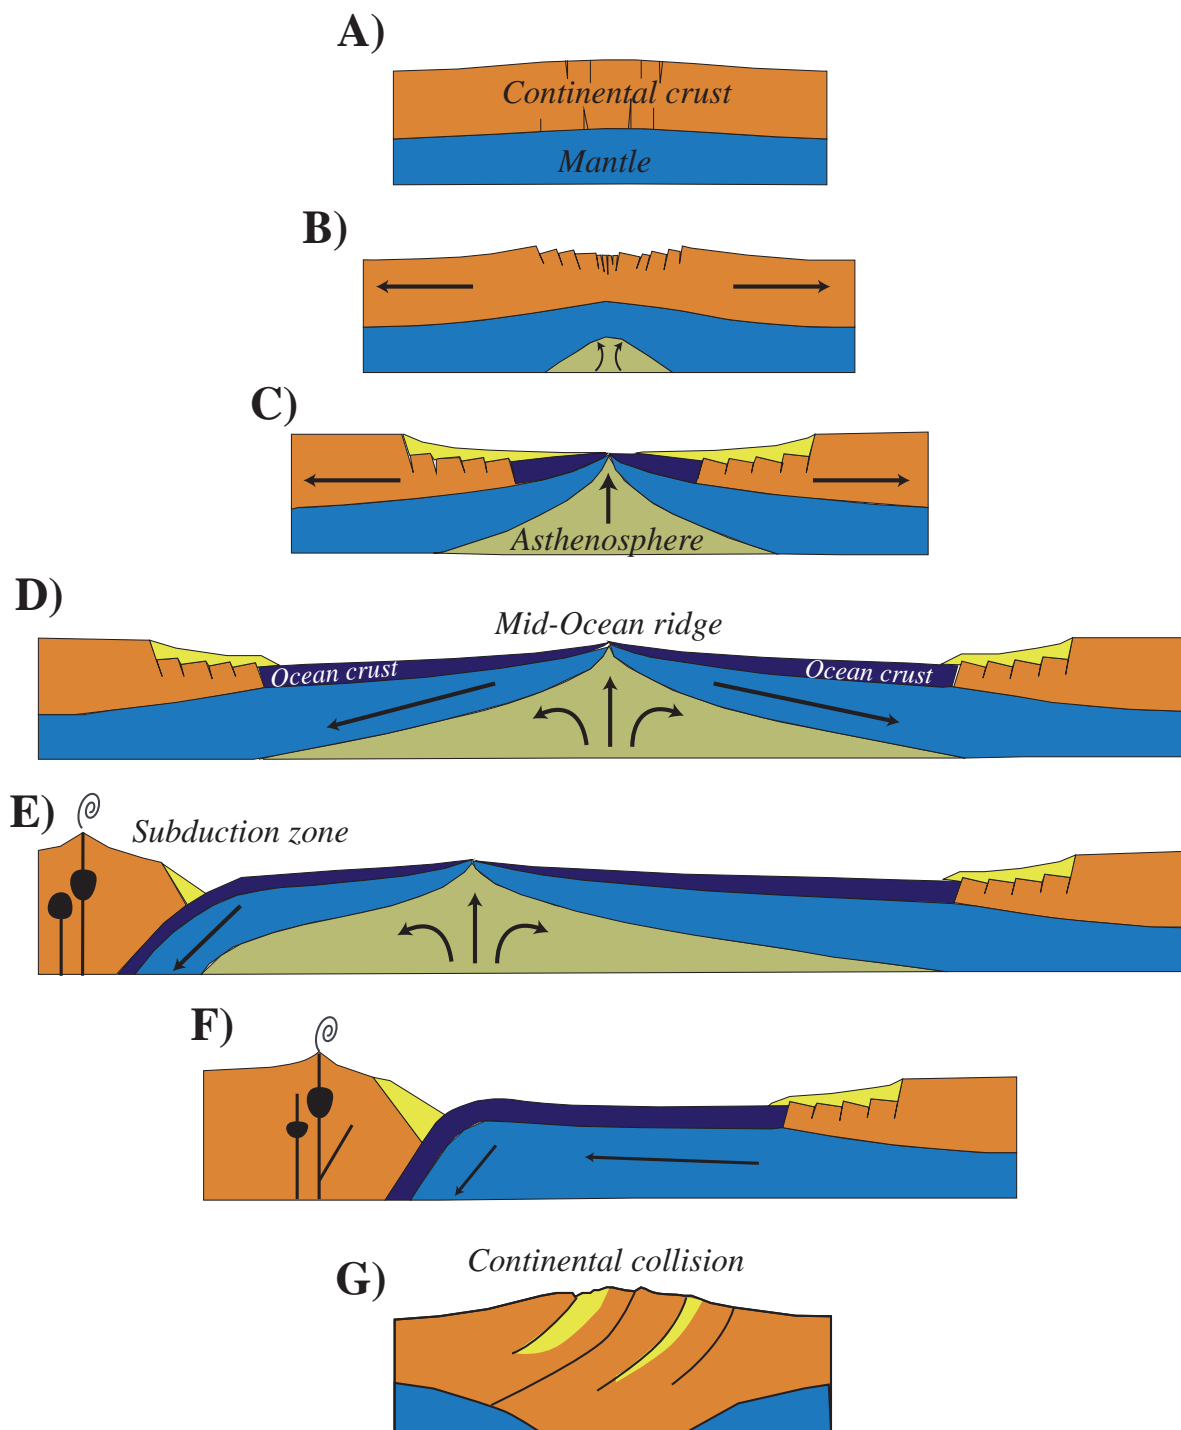 A)
Continental crust
Mantle
B)
C)
Asthenosphere
D)
Mid-Ocean ridge
Ocean crust
Ocean crust
E)
Subduction zone
F)
Continental collision
G)